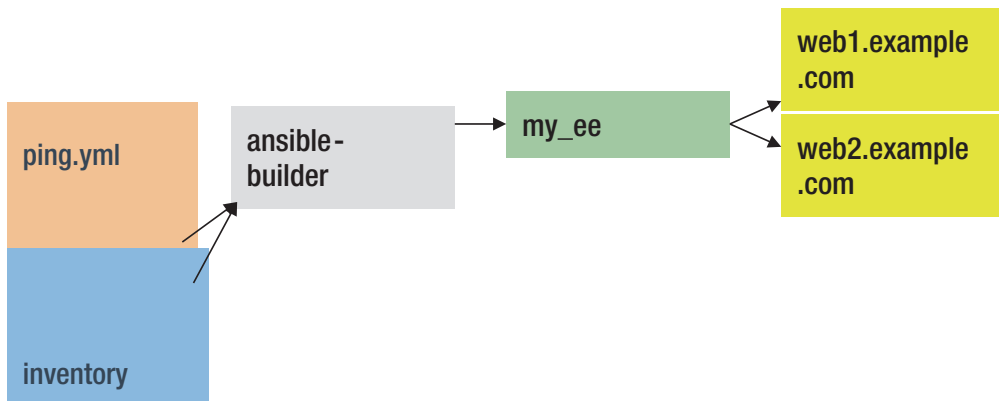 ping.yml
inventory
ansible-
builder
my_ee
web1.example
.com
web2.example
.com